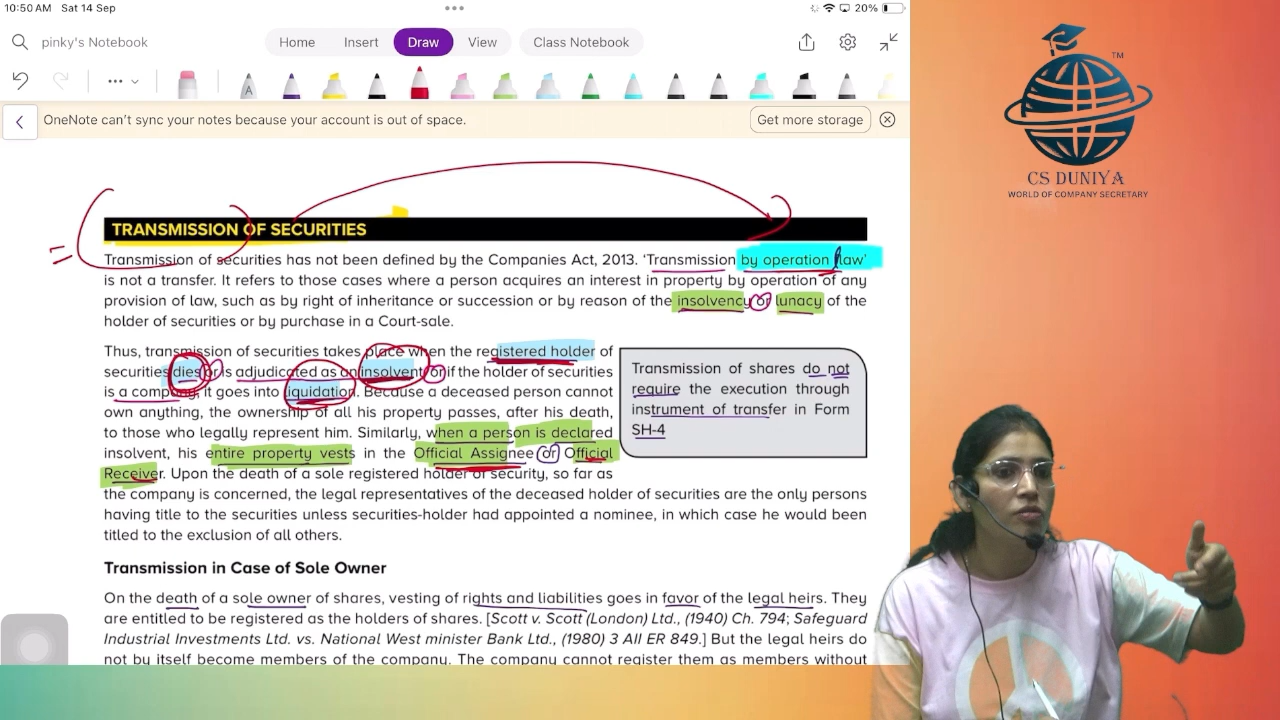 10:50 AM Sat 14 Sep
20%
pinky's Notebook
Home Insert Draw View Class Notebook
A
OneNote can't sync your notes because your account is out of space.
Get more storage
TM
CS DUNIYA
WORLD OF COMPANY SECRETARY
TRANSMISSION OF SECURITIES
Transmission of securities has not been defined by the Companies Act, 2013. 'Transmission by operation law'
is not a transfer. It refers to those cases where a person acquires an interest in property by operation of any
provision of law, such as by right of inheritance or succession or by reason of the insolvency or lunacy of the
holder of securities or by purchase in a Court-sale.
Thus, transmission of securities takes place when the registered holder of
securities dies or is adjudicated as an insolvent or if the holder of securities
is a company, it goes into liquidation. Because a deceased person cannot
own anything, the ownership of all his property passes, after his death,
to those who legally represent him. Similarly, when a person is declared
insolvent, his entire property vests in the Official Assignee or Official
Receiver. Upon the death of a sole registered holder of security, so far as
the company is concerned, the legal representatives of the deceased holder of securities are the only persons
having title to the securities unless securities-holder had appointed a nominee, in which case he would been
titled to the exclusion of all others.
Transmission of shares do not
require the execution through
instrument of transfer in Form
SH-4
Transmission in Case of Sole Owner
On the death of a sole owner of shares, vesting of rights and liabilities goes in favor of the legal heirs. They
are entitled to be registered as the holders of shares. [Scott v. Scott (London) Ltd., (1940) Ch. 794; Safeguard
Industrial Investments Ltd. vs. National West minister Bank Ltd., (1980) 3 All ER 849.] But the legal heirs do
not by itself become members of the company. The company cannot register them as members without